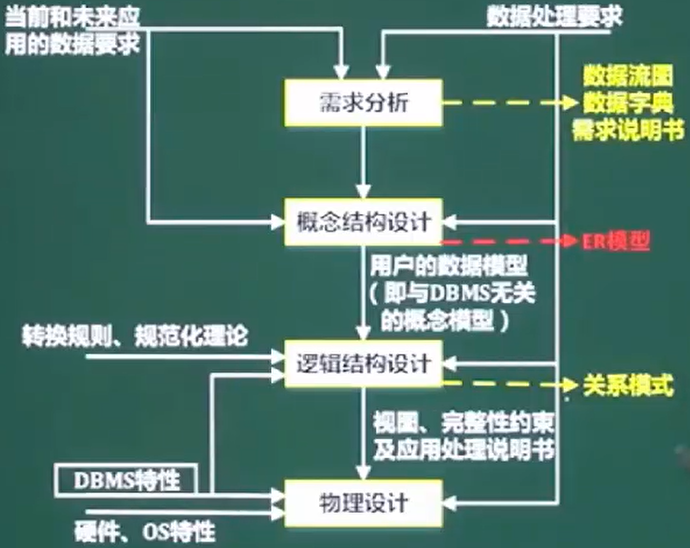 当前和未来应
用的数据要求
数据处理要求
需求分析
数据流图
数据字典
需求说明书
概念结构设计
ER模型
用户的数据模型
（即与DBMS无关
的概念模型）
转换规则、规范化理论
逻辑结构设计
关系模式
视图、完整性约束
及应用处理说明书
DBMS特性
物理设计
硬件、OS特性